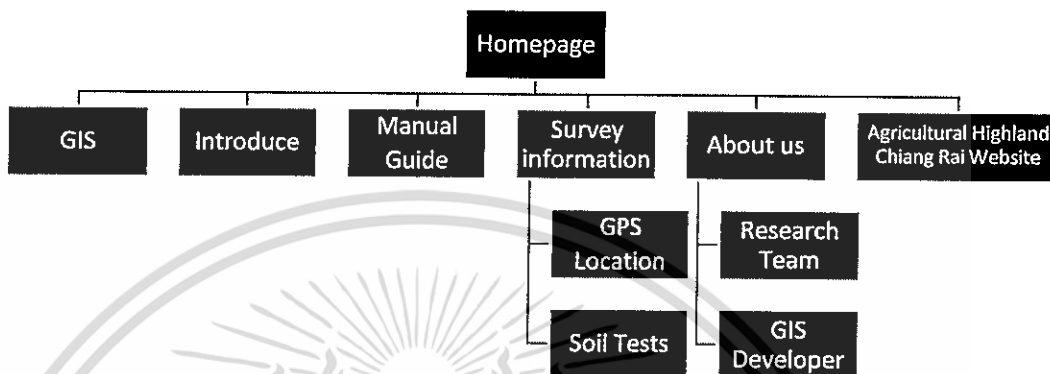 Homepage
GIS
Introduce
Manual
Guide
Survey
information
About us
Agricultural Highland
Chiang Rai Website
GPS
Location
Research
Team
Soil Tests
GIS
Developer